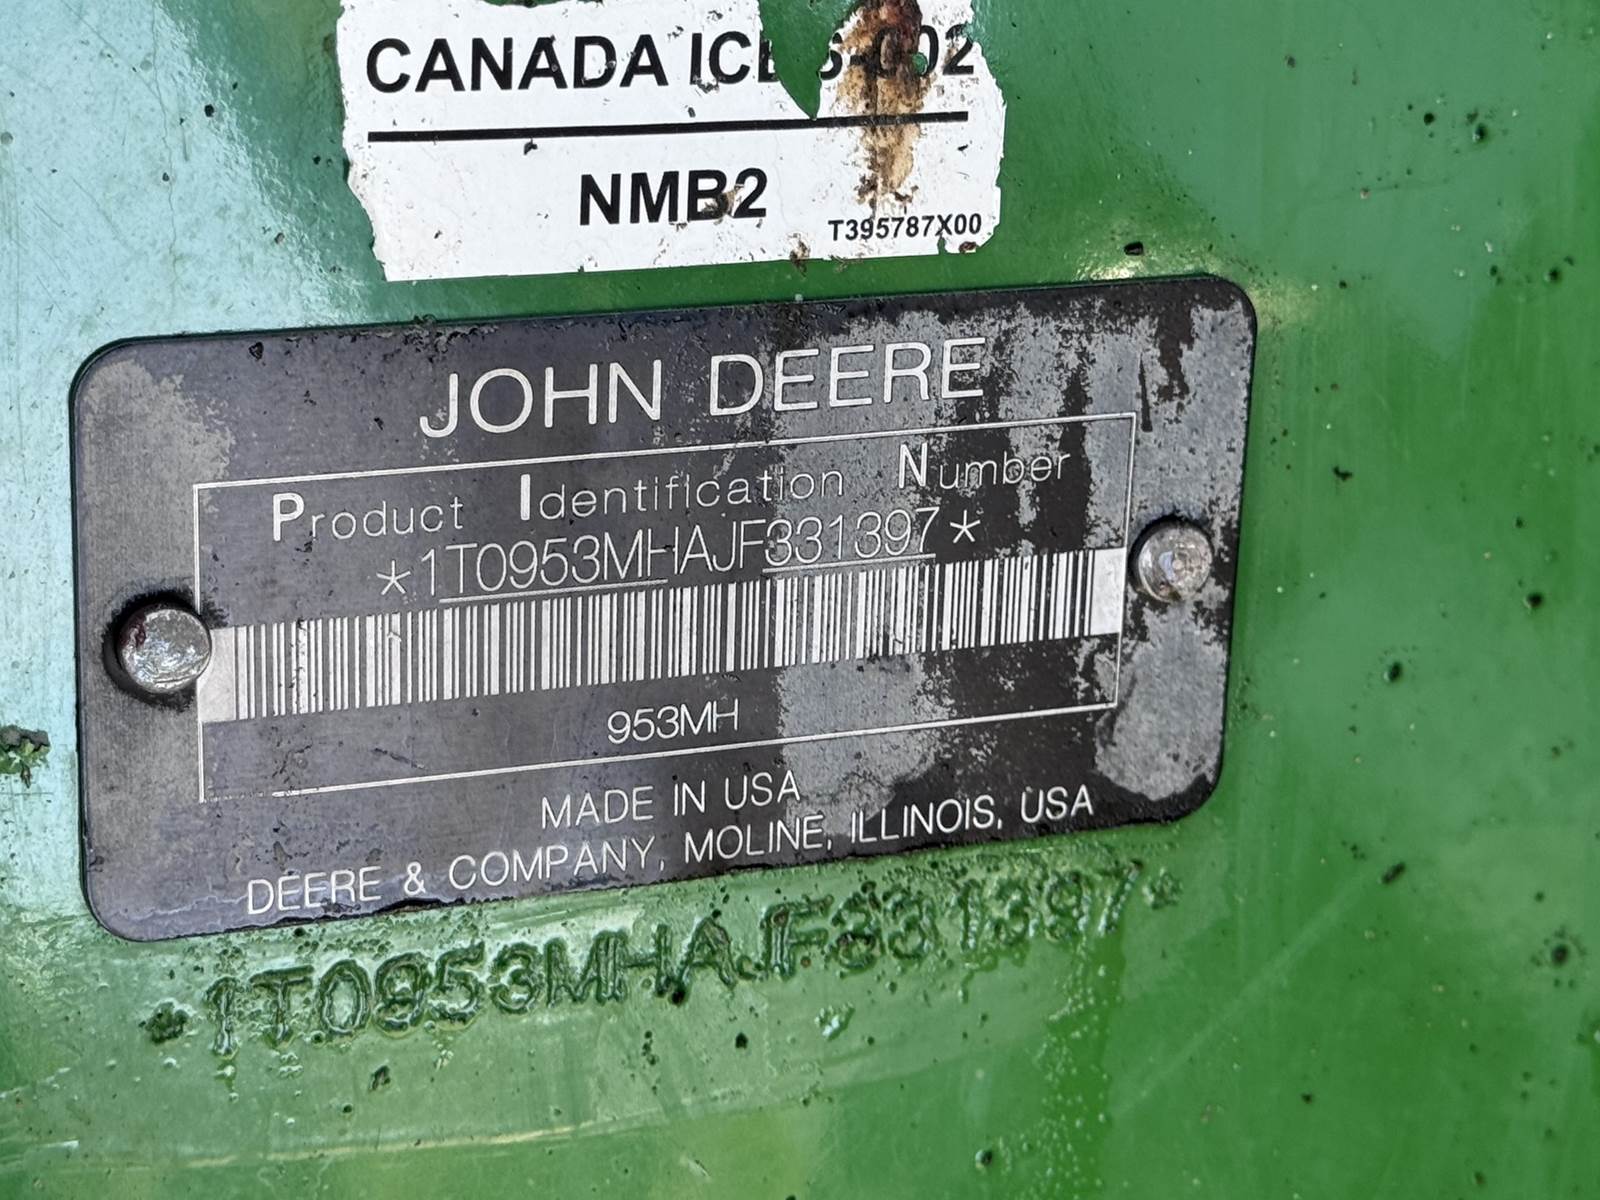 CANADA ICES-002
NMB2
T395787X00
JOHN DEERE
Product Identification Number
*1T0953MHAJF331397*
953MH
MADE IN USA
DEERE & COMPANY, MOLINE, ILLINOIS, USA
*1T0953MHAJF331397*